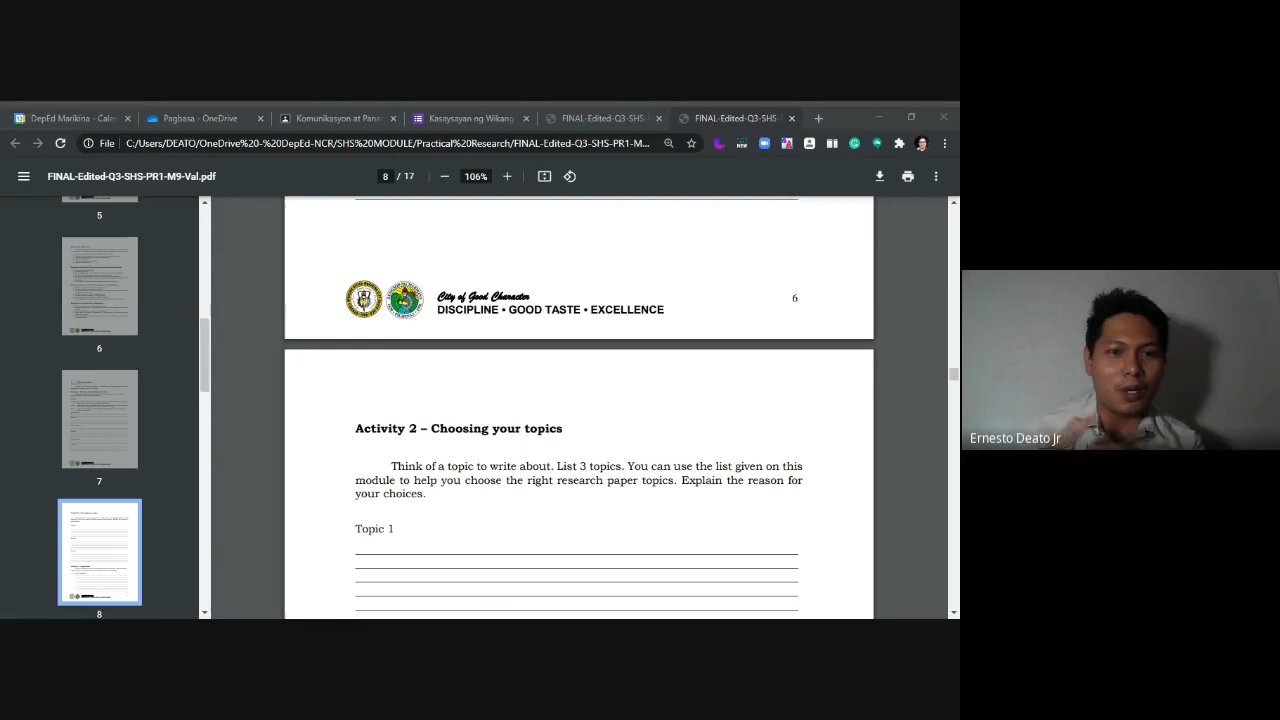 DepEd Marikina - Cale
Pagbasa - OneDrive
Komunikasyon at Panan
Kasaysayan ng Wikang
FINAL-Edited-Q3-SHS-
FINAL-Edited-Q3-SHS-
File C:/Users/DEATO/OneDrive%20-%20DepEd-NCR/SHS%20MODULE/Practical%20Research/FINAL-Edited-Q3-SHS-PR1-M...
FINAL-Edited-Q3-SHS-PR1-M9-Val.pdf
8 / 17
106%
5
6
7
8
City of Good Character
DISCIPLINE • GOOD TASTE • EXCELLENCE
6
Activity 2 – Choosing your topics
Think of a topic to write about. List 3 topics. You can use the list given on this
module to help you choose the right research paper topics. Explain the reason for
your choices.
Topic 1
Ernesto Deato Jr